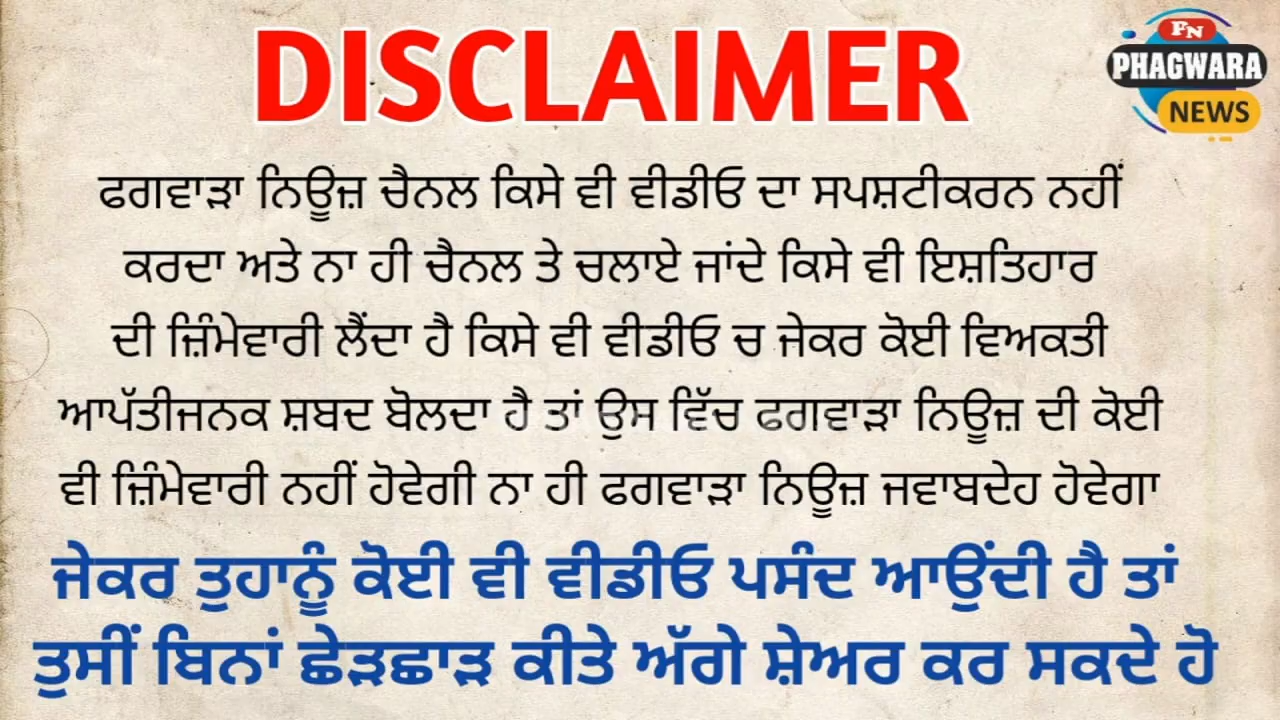 DISCLAIMER
PN
PHAGWARA
NEWS
ਫਗਵਾੜਾ ਨਿਊਜ਼ ਚੈਨਲ ਕਿਸੇ ਵੀ ਵੀਡੀਓ ਦਾ ਸਪਸ਼ਟੀਕਰਨ ਨਹੀਂ
ਕਰਦਾ ਅਤੇ ਨਾ ਹੀ ਚੈਨਲ ਤੇ ਚਲਾਏ ਜਾਂਦੇ ਕਿਸੇ ਵੀ ਇਸ਼ਤਿਹਾਰ
ਦੀ ਜ਼ਿੰਮੇਵਾਰੀ ਲੈਂਦਾ ਹੈ ਕਿਸੇ ਵੀ ਵੀਡੀਓ ਚ ਜੇਕਰ ਕੋਈ ਵਿਅਕਤੀ
ਆਪੱਤੀਜਨਕ ਸ਼ਬਦ ਬੋਲਦਾ ਹੈ ਤਾਂ ਉਸ ਵਿੱਚ ਫਗਵਾੜਾ ਨਿਊਜ਼ ਦੀ ਕੋਈ
ਵੀ ਜ਼ਿੰਮੇਵਾਰੀ ਨਹੀਂ ਹੋਵੇਗੀ ਨਾ ਹੀ ਫਗਵਾੜਾ ਨਿਊਜ਼ ਜਵਾਬਦੇਹ ਹੋਵੇਗਾ
ਜੇਕਰ ਤੁਹਾਨੂੰ ਕੋਈ ਵੀ ਵੀਡੀਓ ਪਸੰਦ ਆਉਂਦੀ ਹੈ ਤਾਂ
ਤੁਸੀਂ ਬਿਨਾਂ ਛੇੜਛਾੜ ਕੀਤੇ ਅੱਗੇ ਸ਼ੇਅਰ ਕਰ ਸਕਦੇ ਹੋ